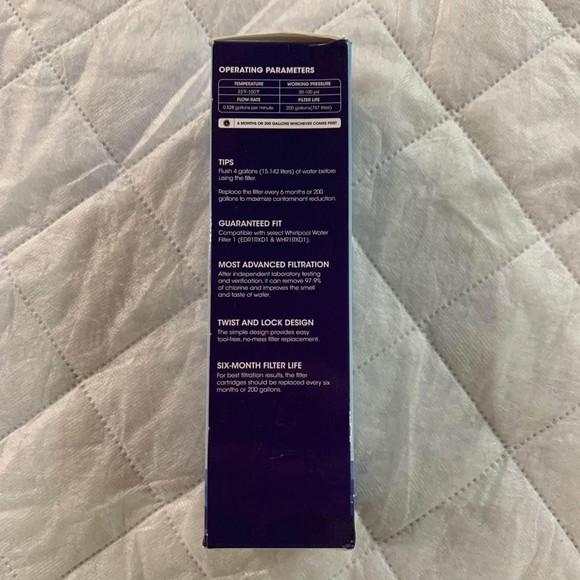 OPERATING PARAMETERS
TEMPERATURE WORKING PRESSURE
33°F-100°F 30-100 psi
FLOW RATE FILTER LIFE
0.528 gallons per minute 200 gallons(757 litres)
6 MONTHS OR 200 GALLONS WHICHEVER COMES FIRST
TIPS
Flush 4 gallons (15.142 liters) of water before
using the filter.
Replace the filter every 6 months or 200
gallons to maximize contaminant reduction.
GUARANTEED FIT
Compatible with select Whirlpool Water
Filter 1 (EDR1RXD1 & WHR1RXD1).
MOST ADVANCED FILTRATION
After independent laboratory testing
and verification, it can remove 97.9%
of chlorine and improves the smell
and taste of water.
TWIST AND LOCK DESIGN
The simple design provides easy
tool-free, no-mess filter replacement.
SIX-MONTH FILTER LIFE
For best filtration results, the filter
cartridges should be replaced every six
months or 200 gallons.